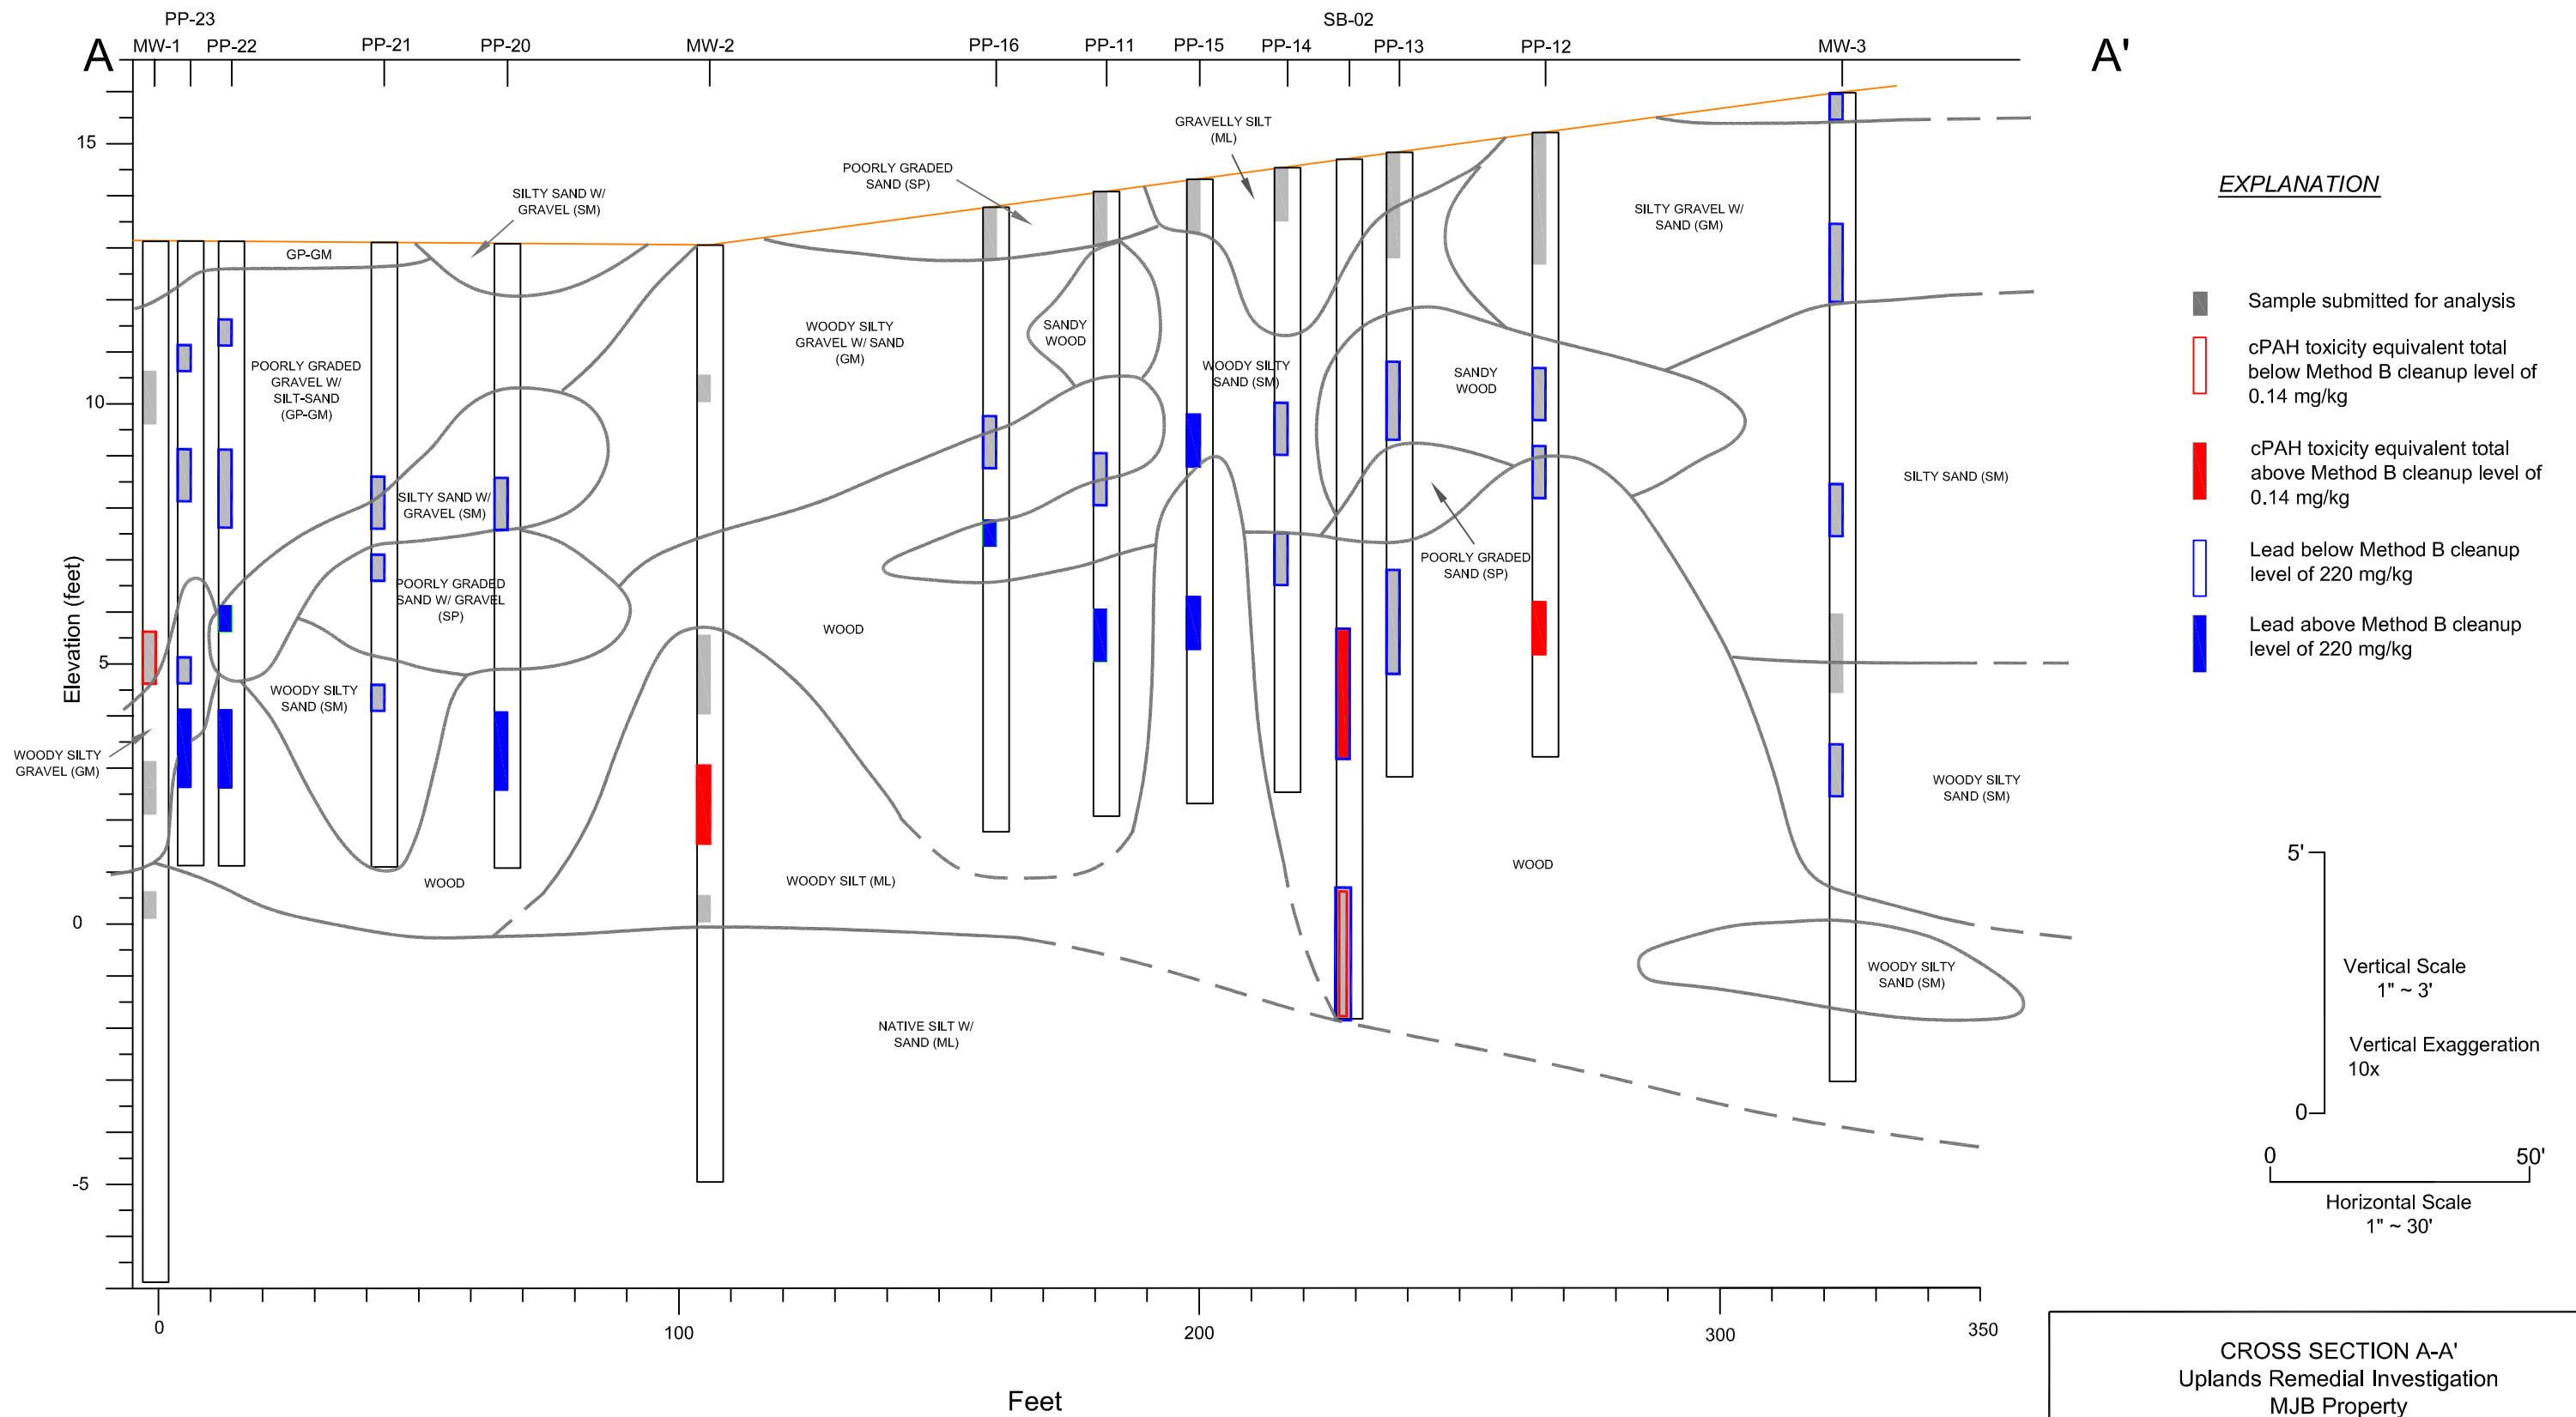 PP-23
SB-02
MW-1
PP-22
PP-21
PP-20
MW-2
PP-16
PP-11
PP-15
PP-14
PP-13
PP-12
MW-3
A
A'
GRAVELLY SILT
(ML)
15
POORLY GRADED
SAND (SP)
SILTY SAND W/
GRAVEL (SM)
SILTY GRAVEL W/
SAND (GM)
GP-GM
WOODY SILTY
GRAVEL W/ SAND
(GM)
SANDY
WOOD
POORLY GRADED
GRAVEL W/
SILT-SAND
(GP-GM)
WOODY SILTY
SAND (SM)
SANDY
WOOD
10
SILTY SAND W/
GRAVEL (SM)
SILTY SAND (SM)
POORLY GRADED
SAND (SP)
POORLY GRADED
SAND W/ GRAVEL
(SP)
WOOD
Elevation (feet)
5
WOODY SILTY
SAND (SM)
WOODY SILTY
GRAVEL (GM)
WOODY SILTY
SAND (SM)
WOOD
WOODY SILT (ML)
WOOD
0
WOODY SILTY
SAND (SM)
NATIVE SILT W/
SAND (ML)
-5
0
100
200
300
350
Feet
EXPLANATION
Sample submitted for analysis
cPAH toxicity equivalent total
below Method B cleanup level of
0.14 mg/kg
cPAH toxicity equivalent total
above Method B cleanup level of
0.14 mg/kg
Lead below Method B cleanup
level of 220 mg/kg
Lead above Method B cleanup
level of 220 mg/kg
5'
Vertical Scale
1" ~ 3'
Vertical Exaggeration
10x
0
0
50'
Horizontal Scale
1" ~ 30'
CROSS SECTION A-A'
Uplands Remedial Investigation
MJB Property